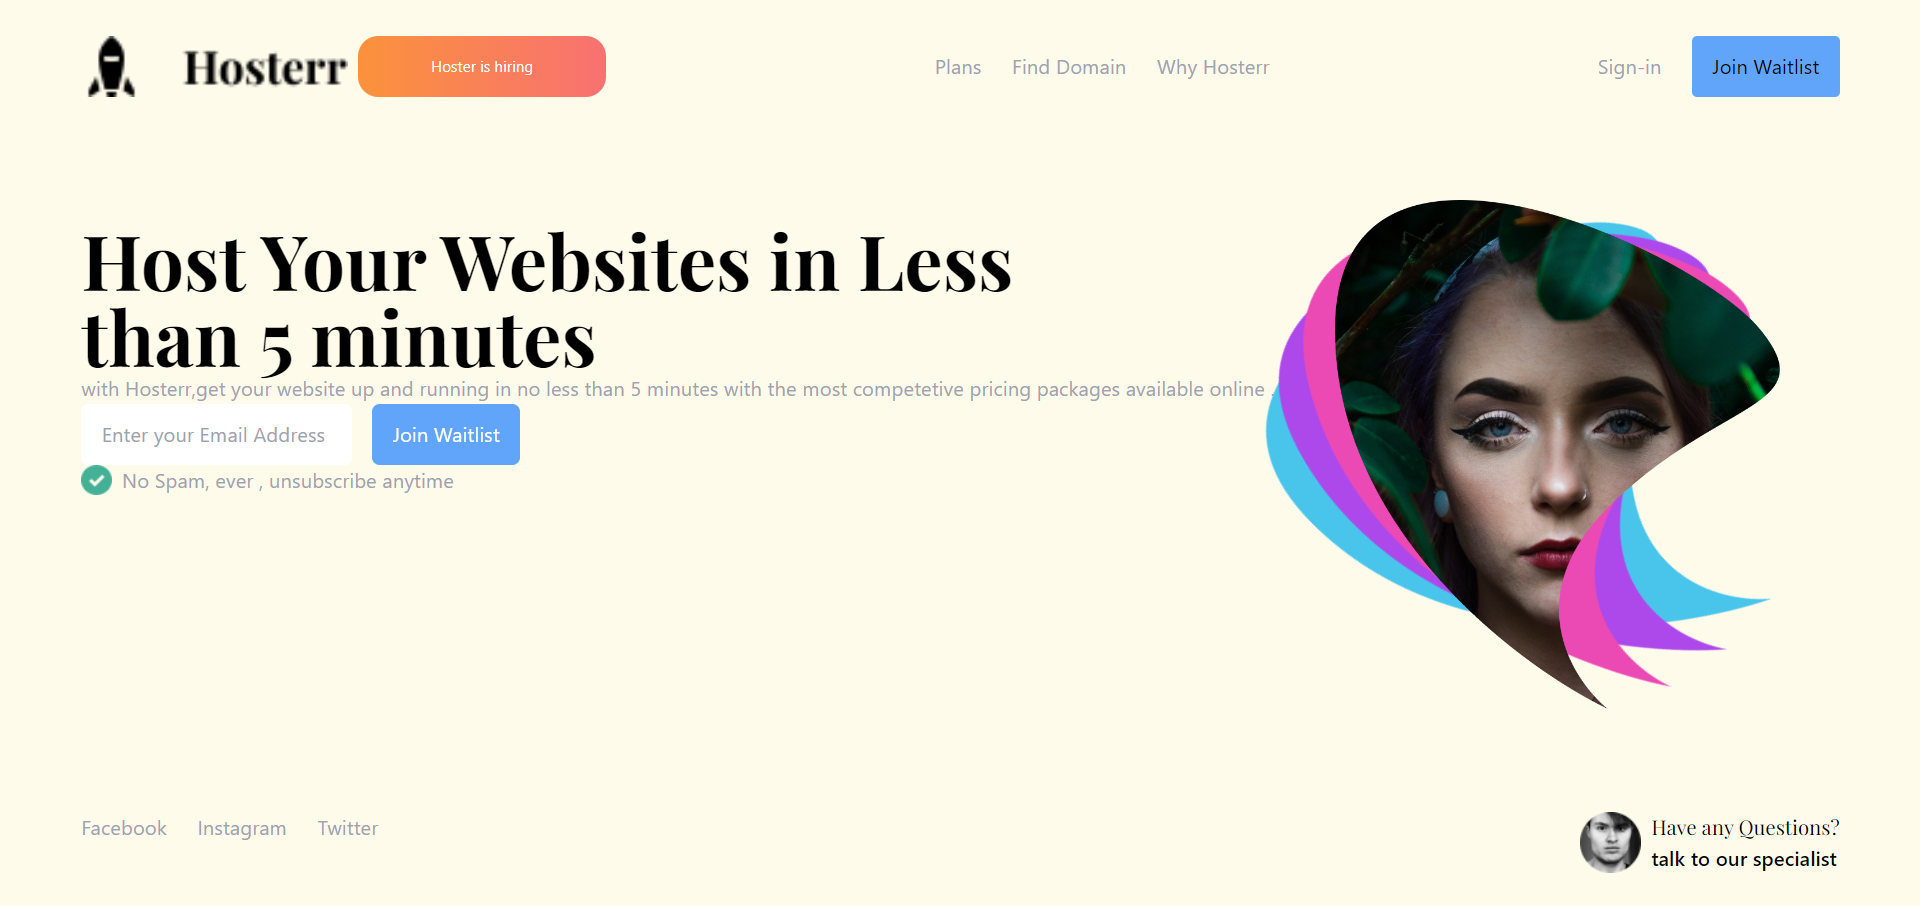 Hosterr
Hoster is hiring
Plans
Find Domain
Why Hosterr
Sign-in
Join Waitlist
Host Your Websites in Less
than 5 minutes
with Hosterr,get your website up and running in no less than 5 minutes with the most competetive pricing packages available online .
Enter your Email Address
Join Waitlist
No Spam, ever , unsubscribe anytime
Facebook
Instagram
Twitter
Have any Questions?
talk to our specialist